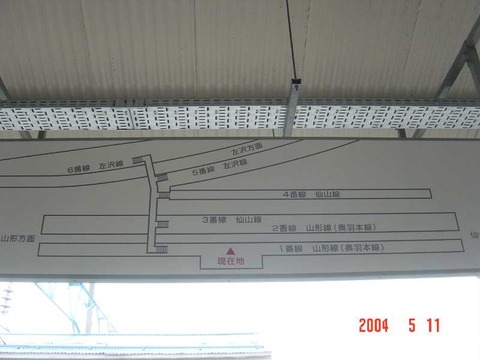 左沢方面
6番線 左沢線
5番線 左沢線
4番線 仙山線
3番線 仙山線
2番線 山形線(奥羽本線)
山形方面
1番線 山形線(奥羽本線)
仙
現在地
2004 5 11